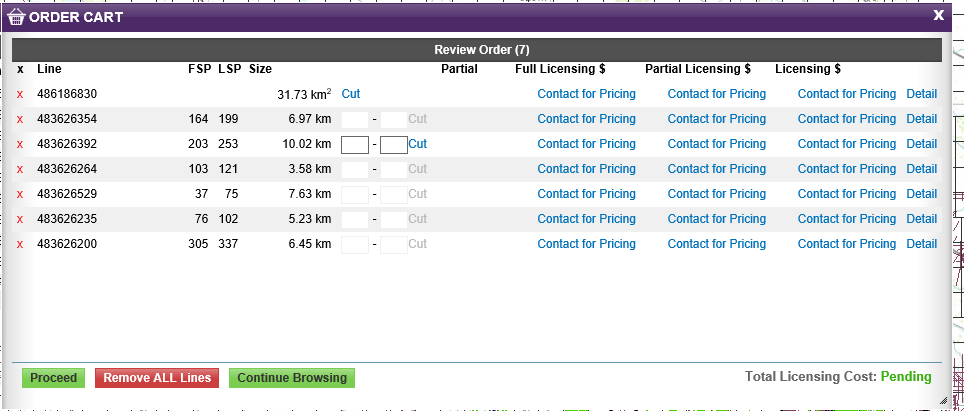 ORDER CART X
Review Order (7)
x Line FSP LSP Size Partial Full Licensing $ Partial Licensing $ Licensing $
x 486186830 31.73 km² Cut Contact for Pricing Contact for Pricing Contact for Pricing Detail
x 483626354 164 199 6.97 km - Cut Contact for Pricing Contact for Pricing Contact for Pricing Detail
x 483626392 203 253 10.02 km - Cut Contact for Pricing Contact for Pricing Contact for Pricing Detail
x 483626264 103 121 3.58 km - Cut Contact for Pricing Contact for Pricing Contact for Pricing Detail
x 483626529 37 75 7.63 km - Cut Contact for Pricing Contact for Pricing Contact for Pricing Detail
x 483626235 76 102 5.23 km - Cut Contact for Pricing Contact for Pricing Contact for Pricing Detail
x 483626200 305 337 6.45 km - Cut Contact for Pricing Contact for Pricing Contact for Pricing Detail
Proceed Remove ALL Lines Continue Browsing Total Licensing Cost: Pending